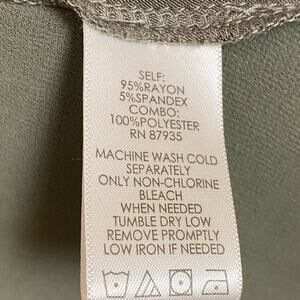 SELF:
95%RAYON
5%SPANDEX
COMBO:
100%POLYESTER
RN 87935
MACHINE WASH COLD
SEPARATELY
ONLY NON-CHLORINE
BLEACH
WHEN NEEDED
TUMBLE DRY LOW
REMOVE PROMPTLY
LOW IRON IF NEEDED